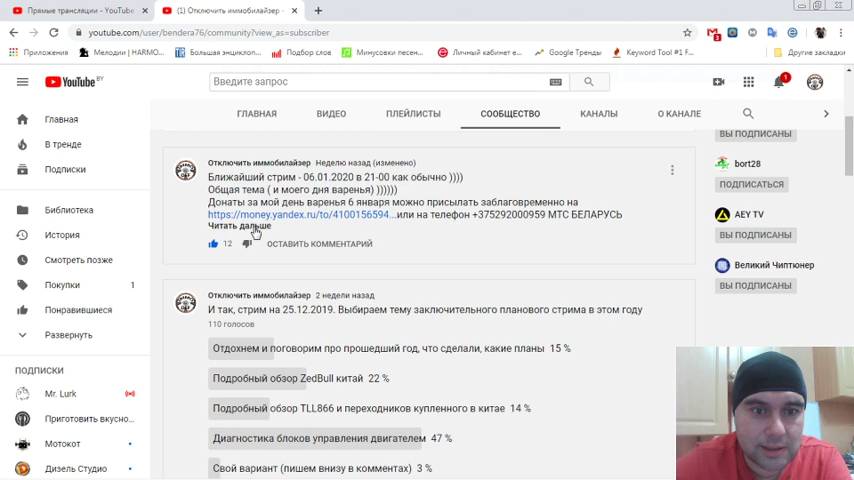 Прямые трансляции - YouTube
(1) Отключить иммобилайзер -
youtube.com/user/bendera76/community?view_as=subscriber
Приложения
Мелодии | HARMO...
Большая энциклоп...
Подбор слов
Минусовки песен...
Личный кабинет е...
Google Тренды
Keyword Tool #1 F...
Другие закладки
YouTube BY
Введите запрос
1
ГЛАВНАЯ
ВИДЕО
ПЛЕЙЛИСТЫ
СООБЩЕСТВО
КАНАЛЫ
О КАНАЛЕ
Главная
В тренде
Подписки
Библиотека
История
Смотреть позже
Покупки 1
Понравившиеся
Развернуть
ПОДПИСКИ
Mr. Lurk
Приготовить вкусно...
Мотокот
Дизель Студио
Отключить иммобилайзер Неделю назад (изменено)
Ближайший стрим - 06.01.2020 в 21-00 как обычно ))))
Общая тема ( и моего дня варенья) ))))))
Донаты за мой день варенья 6 января можно присылать заблаговременно на
https://money.yandex.ru/to/4100156594...или на телефон +375292000959 МТС БЕЛАРУСЬ
Читать дальше
12 ОСТАВИТЬ КОММЕНТАРИЙ
Отключить иммобилайзер 2 недели назад
И так, стрим на 25.12.2019. Выбираем тему заключительного планового стрима в этом году
110 голосов
Отдохнем и поговорим про прошедший год, что сделали, какие планы 15 %
Подробный обзор ZedBull китай 22 %
Подробный обзор TLL866 и переходников купленного в китае 14 %
Диагностика блоков управления двигателем 47 %
Свой вариант (пишем внизу в комментах) 3 %
ВЫ ПОДПИСАНЫ
bort28
ПОДПИСАТЬСЯ
AEY TV
ВЫ ПОДПИСАНЫ
Великий Чиптюнер
ВЫ ПОДПИСАНЫ